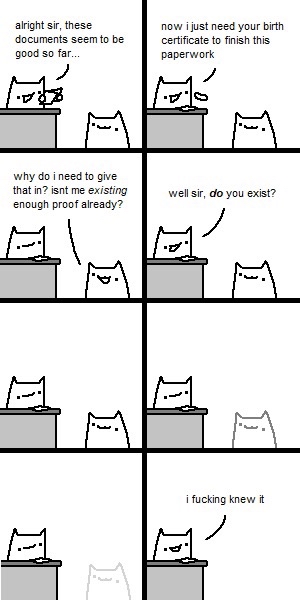 alright sir, these
documents seem to be
good so far...
now i just need your birth
certificate to finish this
paperwork
why do i need to give
that in? isnt me existing
enough proof already?
well sir, do you exist?
i fucking knew it